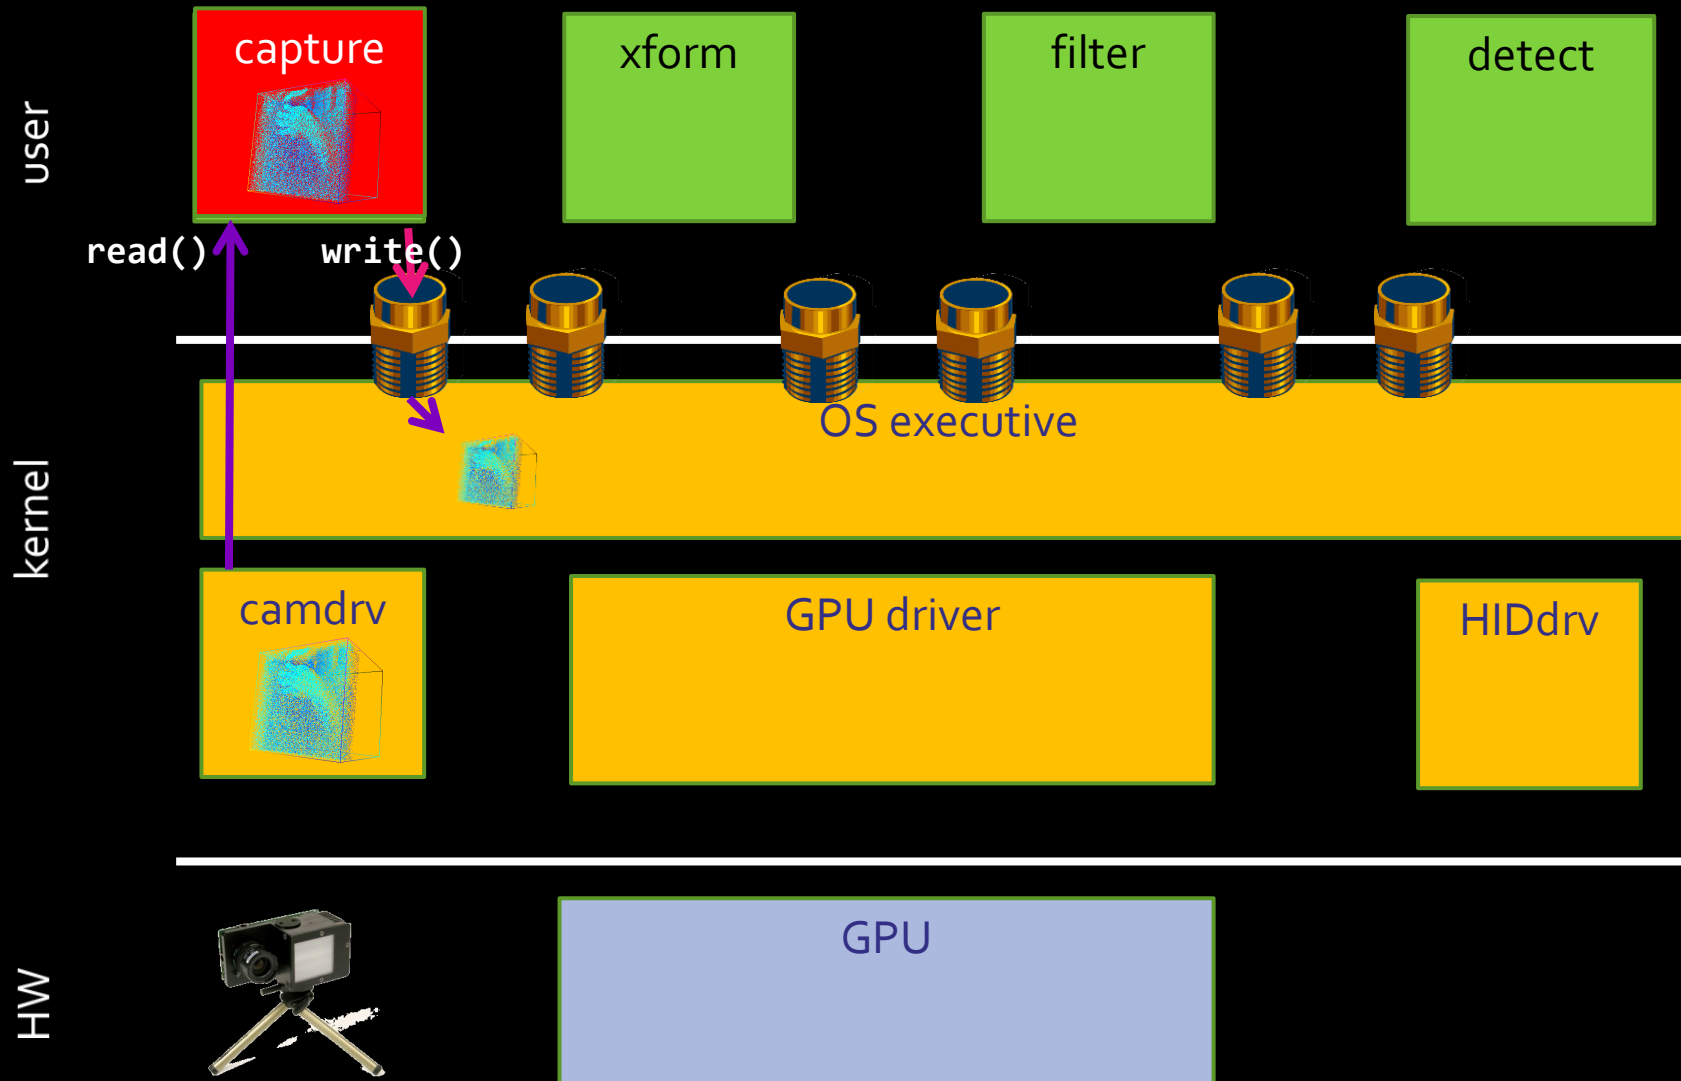 user
capture
xform
filter
detect
read()
write()
kernel
OS executive
camdrv
GPU driver
HIDdrv
HW
GPU